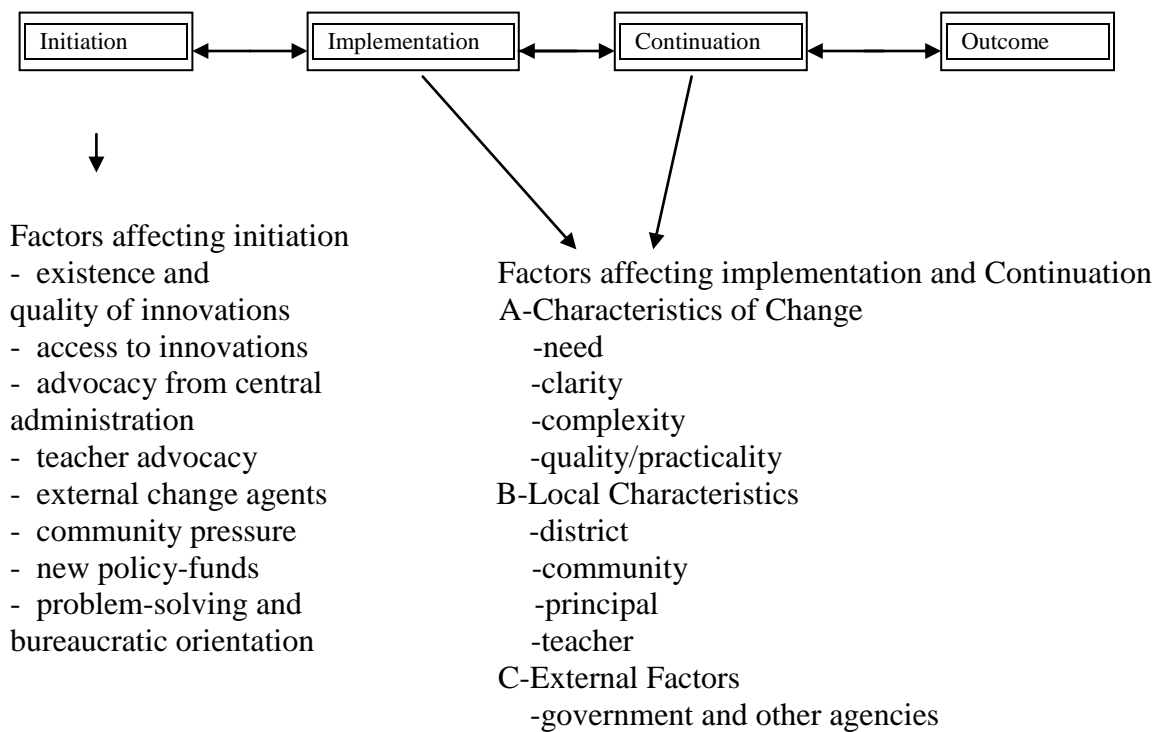 Initiation
Implementation
Continuation
Outcome
Factors affecting initiation
- existence and
quality of innovations
- access to innovations
- advocacy from central
administration
- teacher advocacy
- external change agents
- community pressure
- new policy-funds
- problem-solving and
bureaucratic orientation
Factors affecting implementation and Continuation
A-Characteristics of Change
-need
-clarity
-complexity
-quality/practicality
B-Local Characteristics
-district
-community
-principal
-teacher
C-External Factors
-government and other agencies